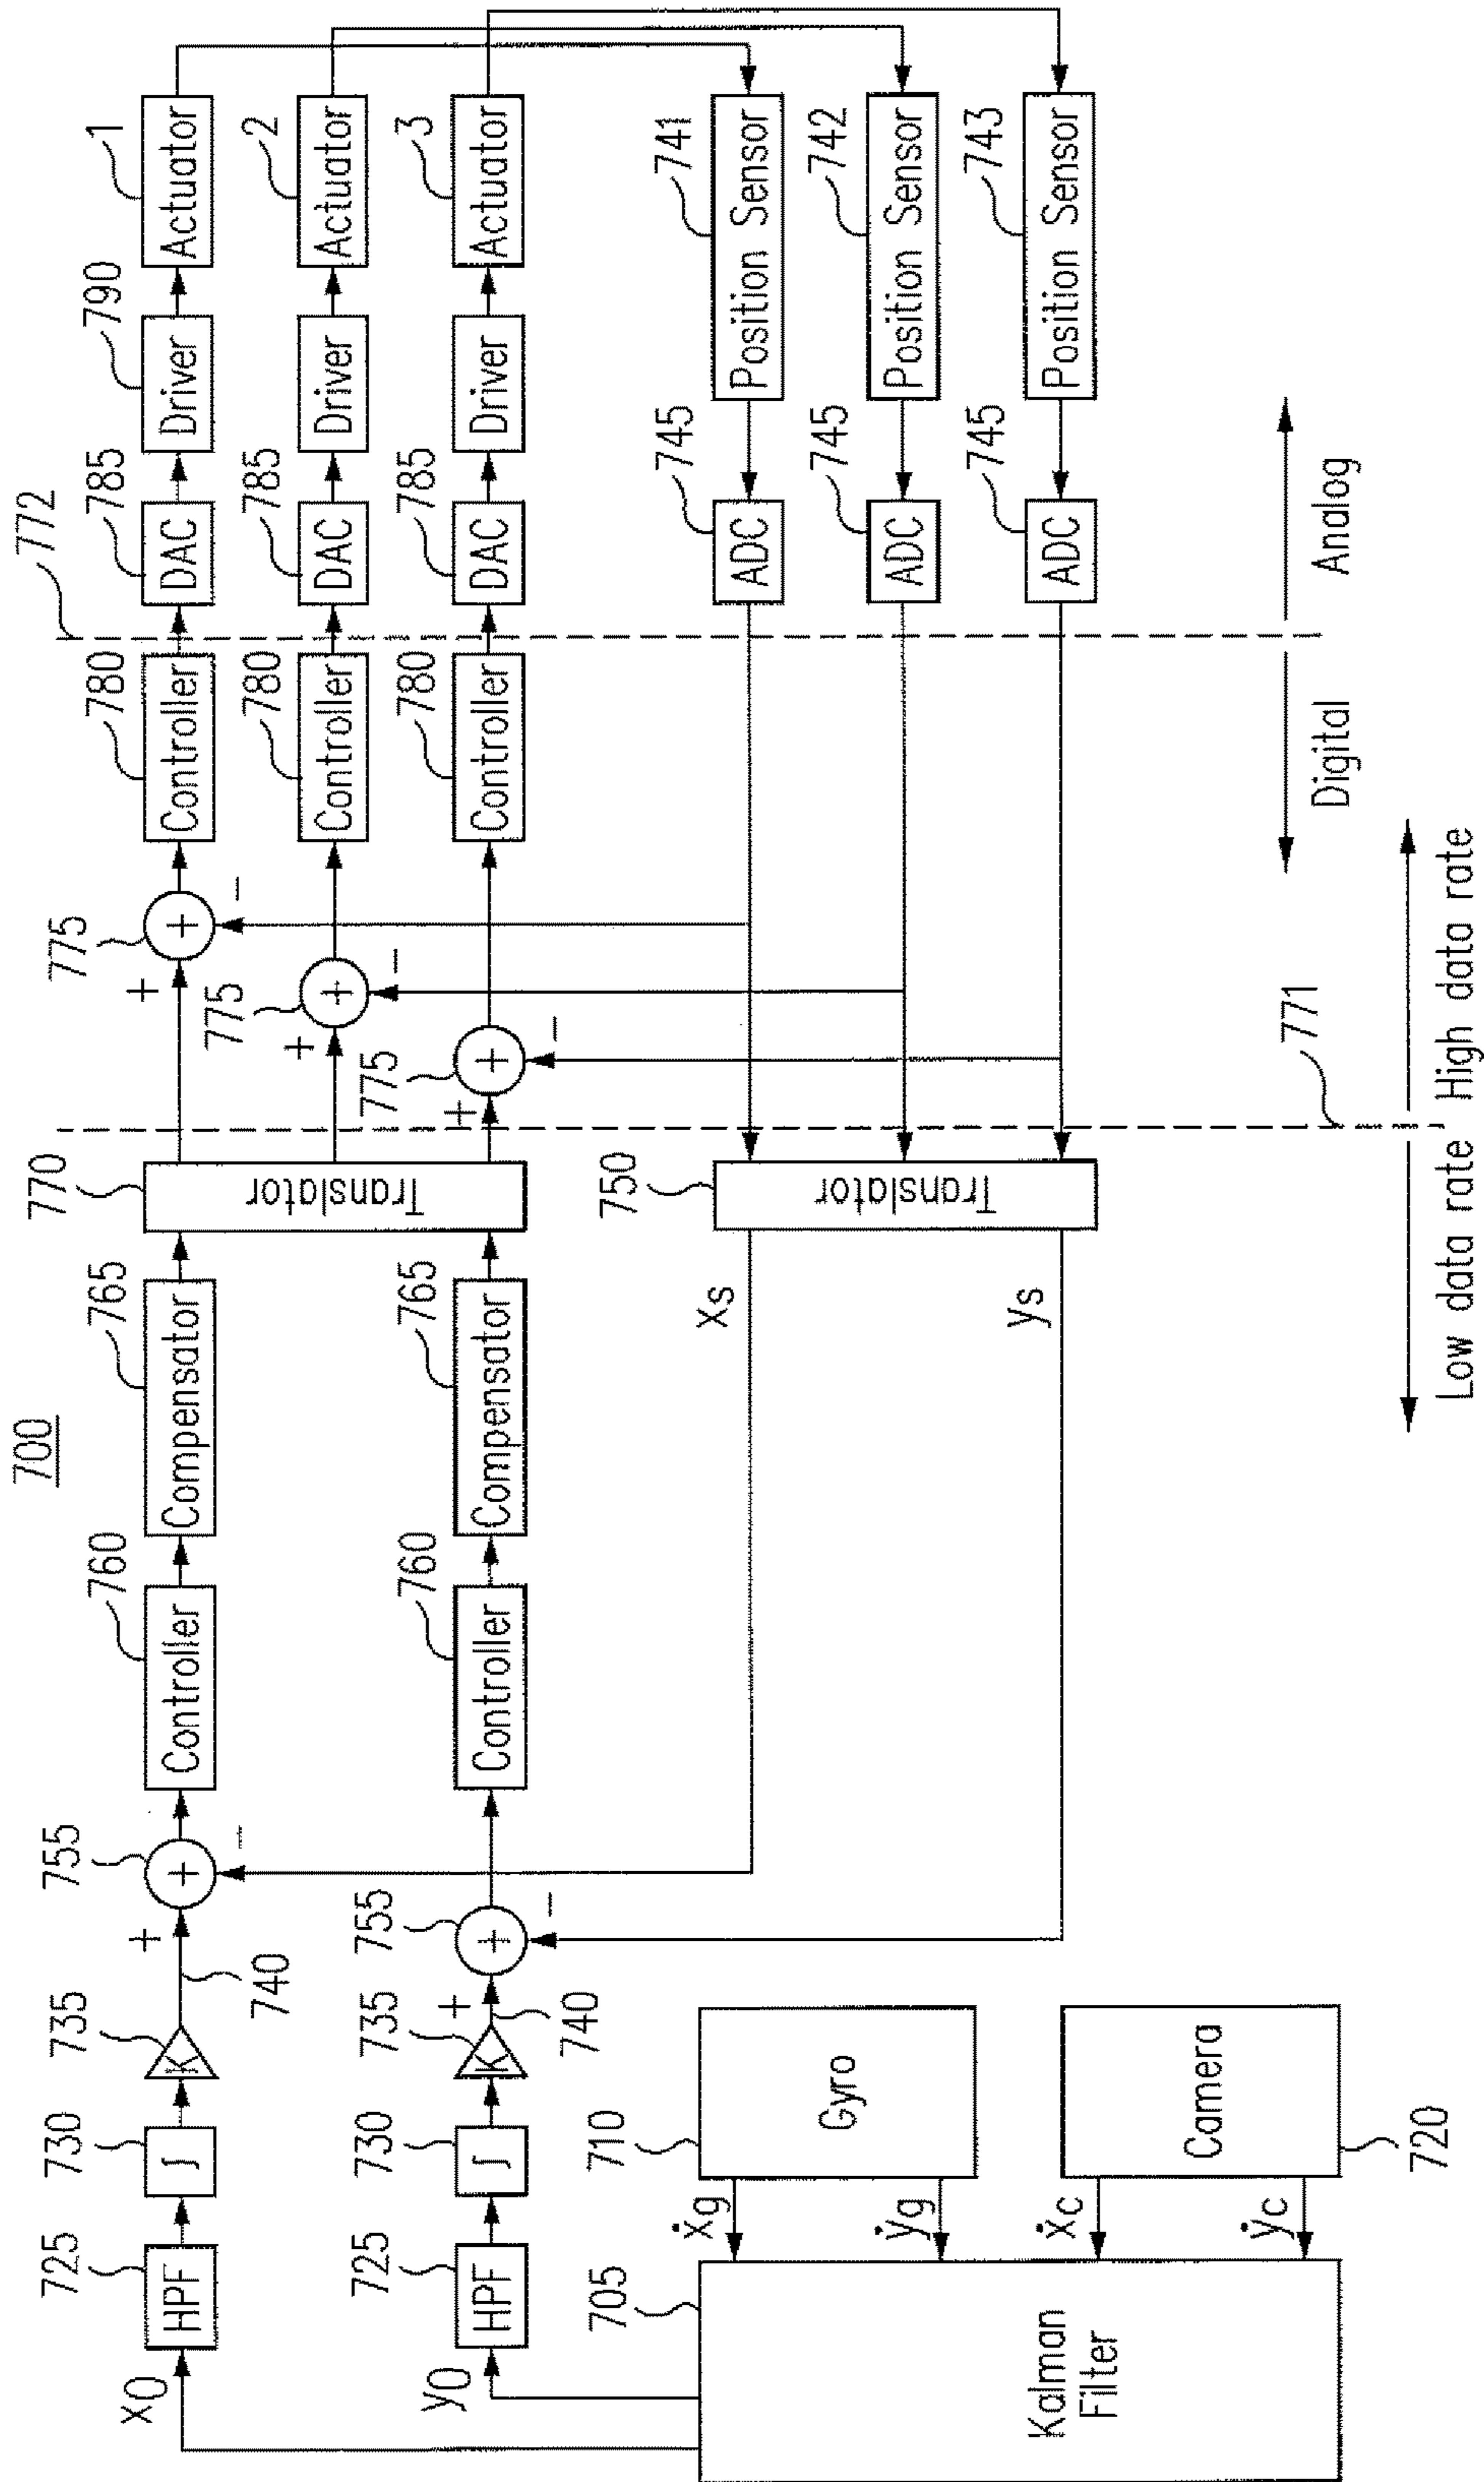 700
x0
725
HPF
730
∫
735
K
740
+
755
+
-
760
Controller
765
Compensator
770
Translator
+
775
+
-
780
Controller
772
785
DAC
790
Driver
1
Actuator
+
775
+
-
780
Controller
785
DAC
Driver
2
Actuator
y0
725
HPF
730
∫
735
K
740
+
755
+
-
760
Controller
765
Compensator
+
775
+
-
780
Controller
785
DAC
Driver
3
Actuator
705
Kalman
Filter
ẋg
ẏg
710
Gyro
ẋc
ẏc
720
Camera
xs
ys
750
Translator
745
ADC
741
Position Sensor
745
ADC
742
Position Sensor
745
ADC
743
Position Sensor
771
Digital
Analog
Low data rate
High data rate